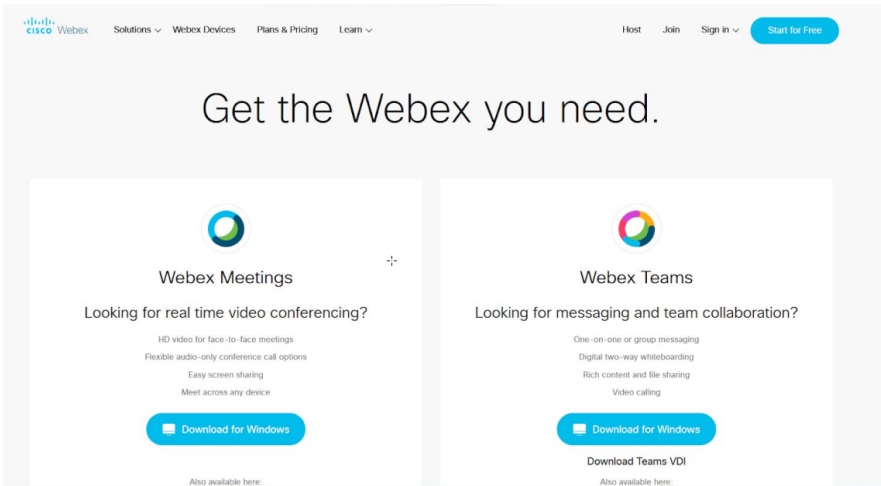 cisco Webex Solutions Webex Devices Plans & Pricing Learn Host Join Sign in Start for Free
Get the Webex you need.
Webex Meetings
Looking for real time video conferencing?
HD video for face-to-face meetings
Flexible audio-only conference call options
Easy screen sharing
Meet across any device
Download for Windows
Also available here:
Webex Teams
Looking for messaging and team collaboration?
One-on-one or group messaging
Digital two-way whiteboarding
Rich content and file sharing
Video calling
Download for Windows
Download Teams VDI
Also available here: